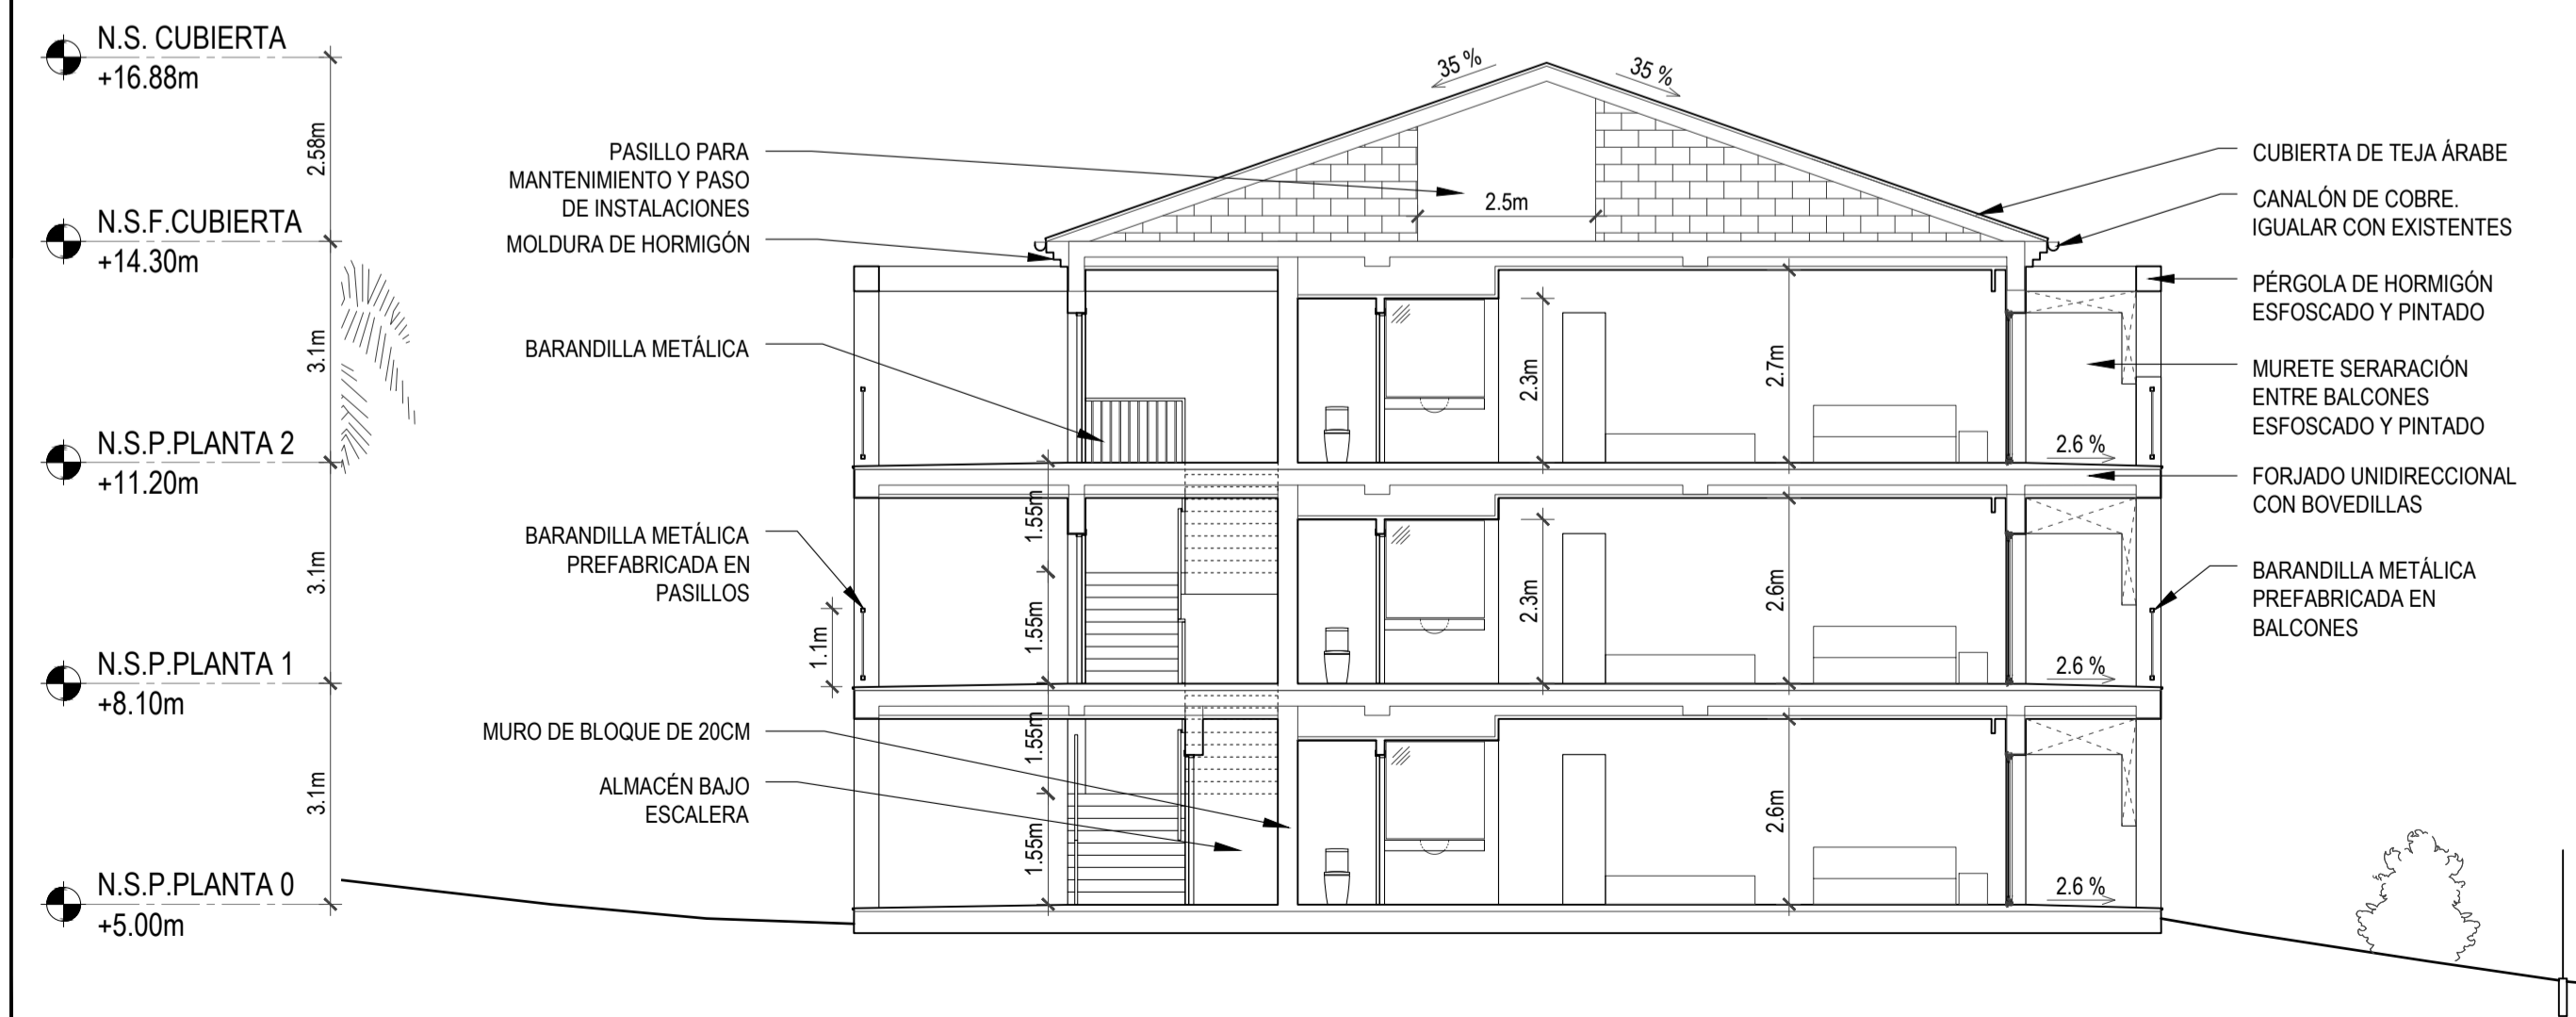 N.S. CUBIERTA
+16.88m
2.58m
N.S.F.CUBIERTA
+14.30m
3.1m
N.S.P.PLANTA 2
+11.20m
3.1m
N.S.P.PLANTA 1
+8.10m
3.1m
N.S.P.PLANTA 0
+5.00m
PASILLO PARA
MANTENIMIENTO Y PASO
DE INSTALACIONES
MOLDURA DE HORMIGÓN
BARANDILLA METÁLICA
BARANDILLA METÁLICA
PREFABRICADA EN
PASILLOS
1.1m
MURO DE BLOQUE DE 20CM
ALMACÉN BAJO
ESCALERA
35 %
35 %
2.5m
2.3m
2.7m
2.6 %
1.55m
1.55m
2.3m
2.6m
2.6 %
1.55m
1.55m
2.6m
2.6 %
CUBIERTA DE TEJA ÁRABE
CANALÓN DE COBRE.
IGUALAR CON EXISTENTES
PÉRGOLA DE HORMIGÓN
ESFOSCADO Y PINTADO
MURETE SERARACIÓN
ENTRE BALCONES
ESFOSCADO Y PINTADO
FORJADO UNIDIRECCIONAL
CON BOVEDILLAS
BARANDILLA METÁLICA
PREFABRICADA EN
BALCONES